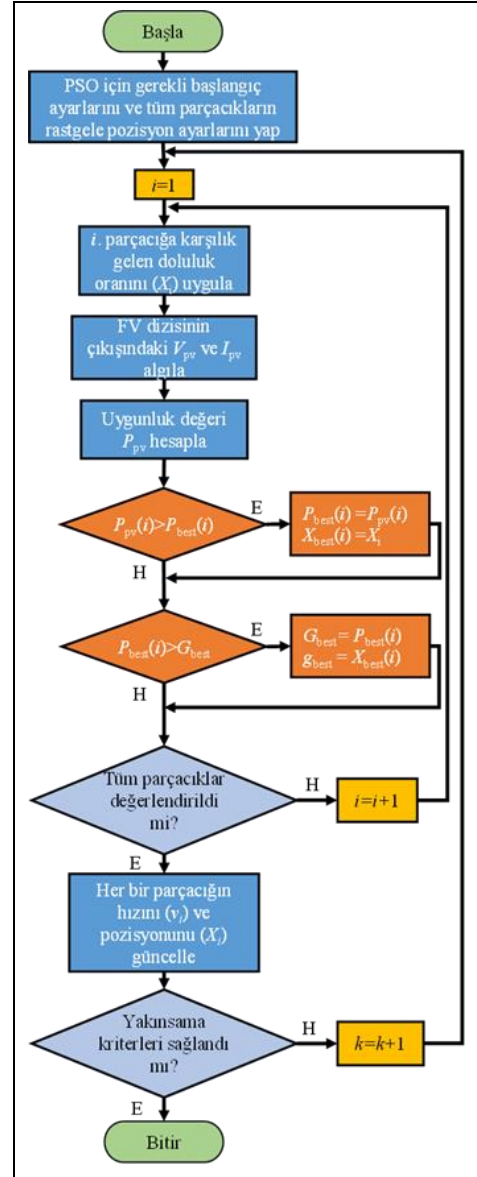 Başla
PSO için gerekli başlangıç
ayarlarını ve tüm parçacıkların
rastgele pozisyon ayarlarını yap
i=1
i. parçacığa karşılık
gelen doluluk
oranını (Xi) uygula
FV dizisinin
çıkışındaki Vpv ve Ipv
algıla
Uygunluk değeri
Ppv hesapla
Ppv(i)>Pbest(i)
E
Pbest(i) =Ppv(i)
Xbest(i)=Xi
H
Pbest(i)>Gbest
E
Gbest= Pbest(i)
gbest = Xbest(i)
H
Tüm parçacıklar
değerlendirildi
mi?
H
i=i+1
E
Her bir parçacığın
hızını (vi) ve
pozisyonunu (Xi)
güncelle
Yakınsama
kriterleri sağlandı
mı?
H
k=k+1
E
Bitir